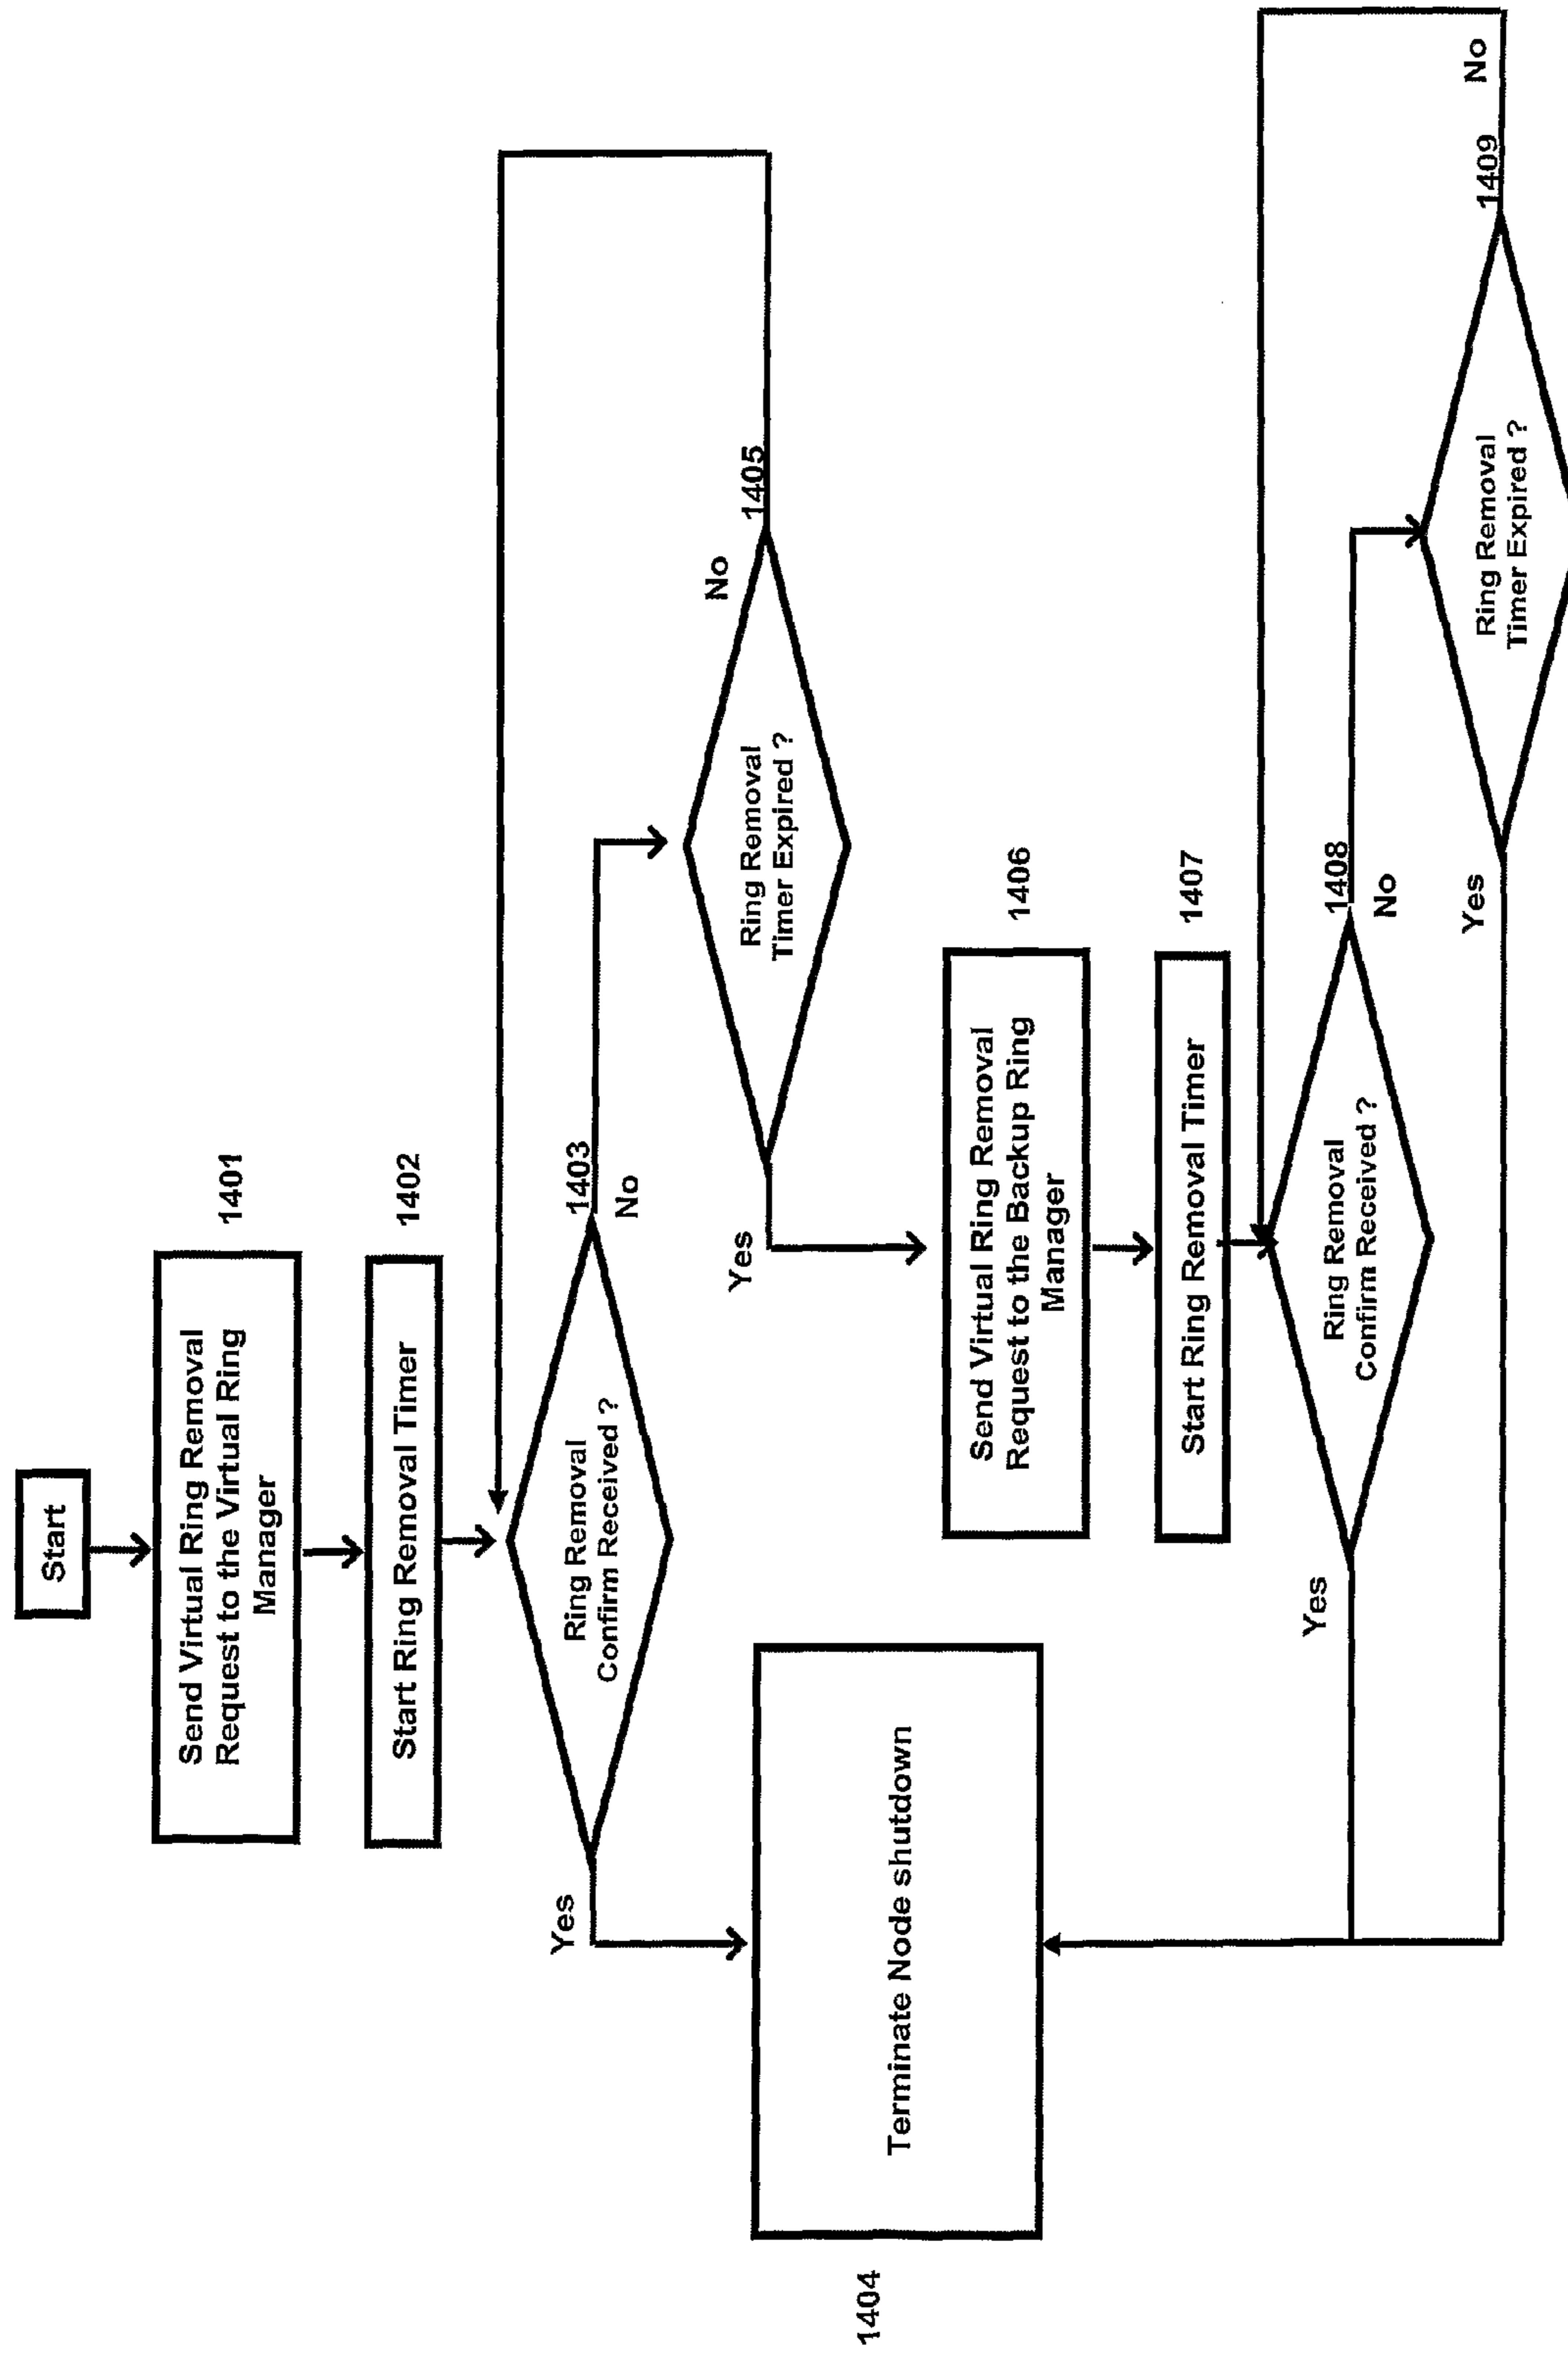 Start
Send Virtual Ring Removal
Request to the Virtual Ring
Manager
1401
Start Ring Removal Timer
1402
Ring Removal
Confirm Received ?
1403
Yes
No
Ring Removal
Timer Expired ?
1405
No
Yes
Terminate Node shutdown
1404
Send Virtual Ring Removal
Request to the Backup Ring
Manager
1406
Start Ring Removal Timer
1407
Ring Removal
Confirm Received ?
1408
Yes
No
Ring Removal
Timer Expired ?
1409
No
Yes